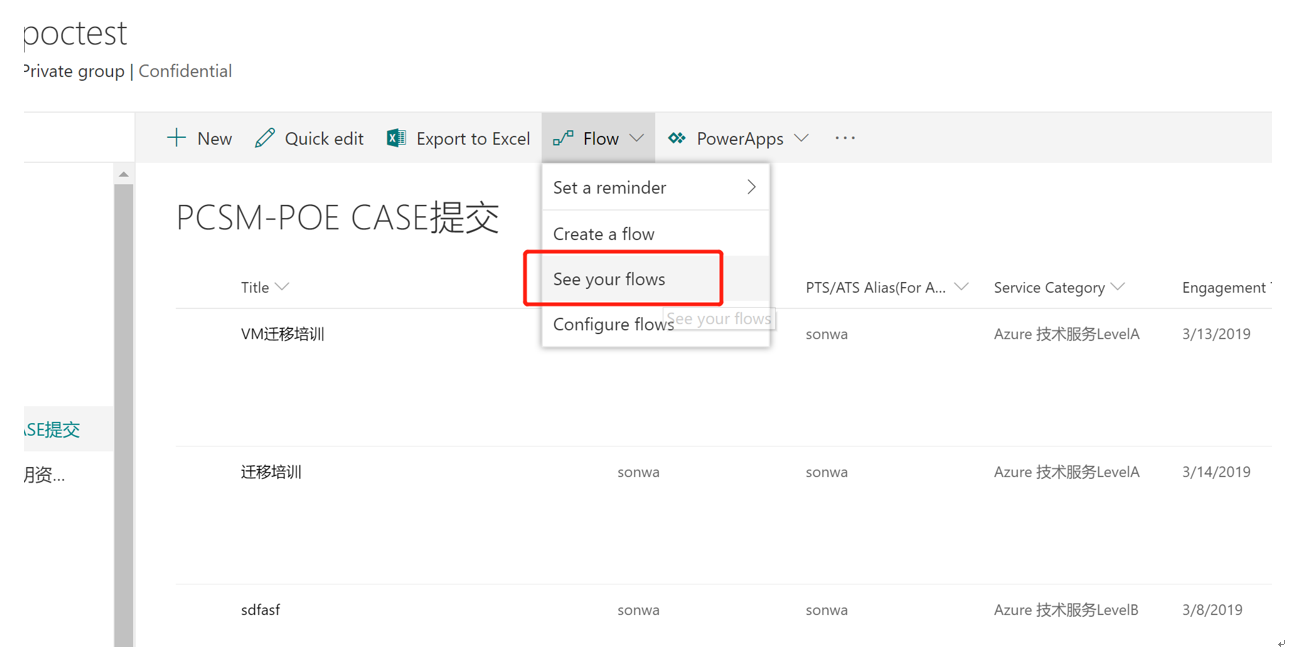 poctest
Private group | Confidential
New Quick edit Export to Excel Flow PowerApps ...
Set a reminder
PCSM-POE CASE提交
Create a flow
See your flows
Title PTS/ATS Alias(For A... Service Category Engagement
Configure flows
See your flows
VM迁移培训 sonwa Azure 技术服务LevelA 3/13/2019
SE提交
迁移培训 sonwa sonwa Azure 技术服务LevelA 3/14/2019
资...
sdfasf sonwa sonwa Azure 技术服务LevelB 3/8/2019